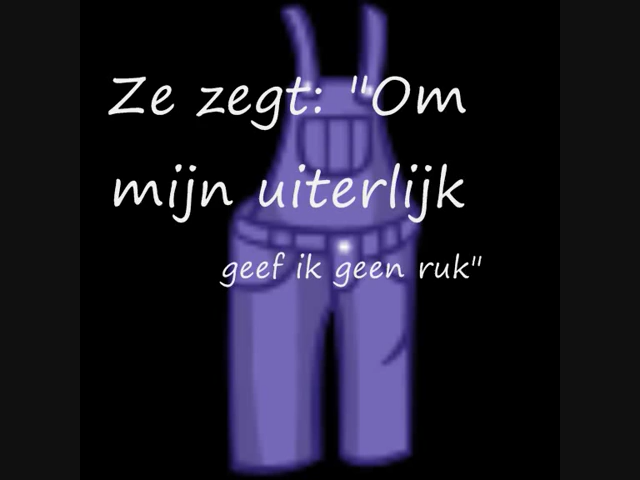 Ze zegt: "Om
mijn uiterlijk
geef ik geen ruk"